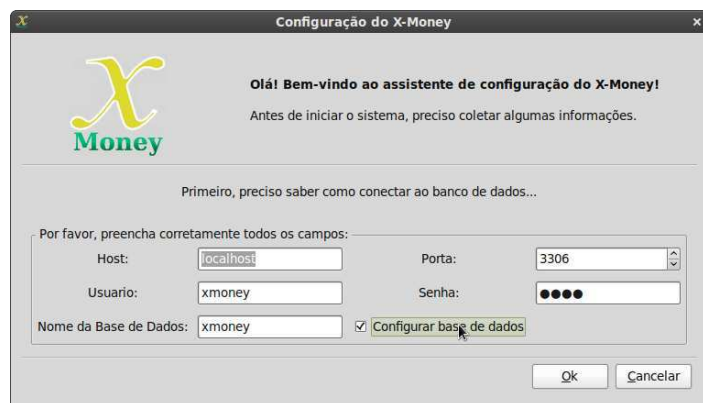 Configuração do X-Money
X
Money
Olá! Bem-vindo ao assistente de configuração do X-Money!
Antes de iniciar o sistema, preciso coletar algumas informações.
Primeiro, preciso saber como conectar ao banco de dados...
Por favor, preencha corretamente todos os campos:
Host: localhost Porta: 3306
Usuario: xmoney Senha: ●●●●
Nome da Base de Dados: xmoney Configurar base de dados
Ok Cancelar